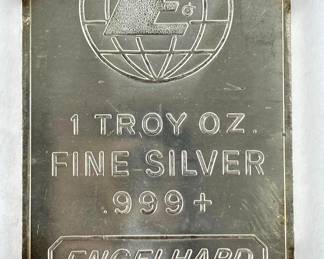 E
1 TROY OZ.
FINE SILVER
.999+
ENGELHARD